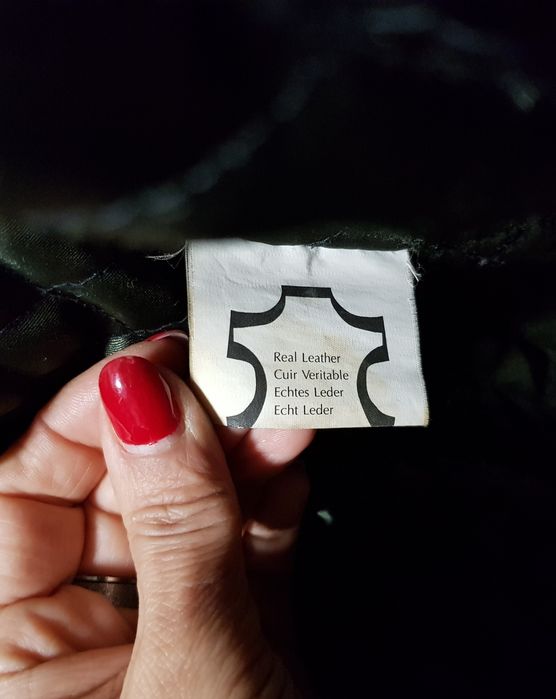 Real Leather
Cuir Veritable
Echtes Leder
Echt Leder